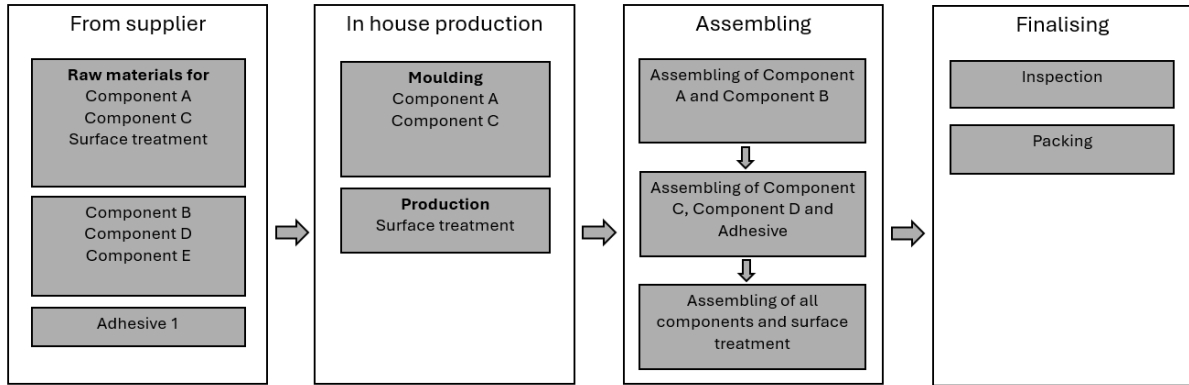 From supplier
Raw materials for
Component A
Component C
Surface treatment
Component B
Component D
Component E
Adhesive 1
In house production
Moulding
Component A
Component C
Production
Surface treatment
Assembling
Assembling of Component
A and Component B
Assembling of Component
C, Component D and
Adhesive
Assembling of all
components and surface
treatment
Finalising
Inspection
Packing